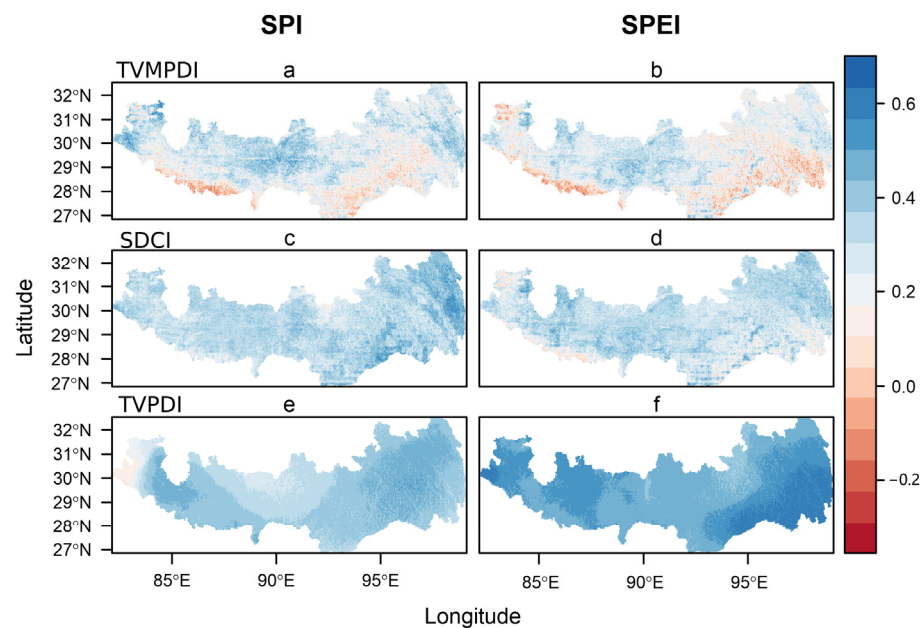 SPI SPEI
TVMPDI a b
32°N
31°N
30°N
29°N
28°N
27°N
SDCI c d
32°N
31°N
30°N
29°N
28°N
27°N
TVPDI e f
32°N
31°N
30°N
29°N
28°N
27°N
85°E 90°E 95°E 85°E 90°E 95°E
Longitude
Latitude
0.6
0.4
0.2
0.0
−0.2